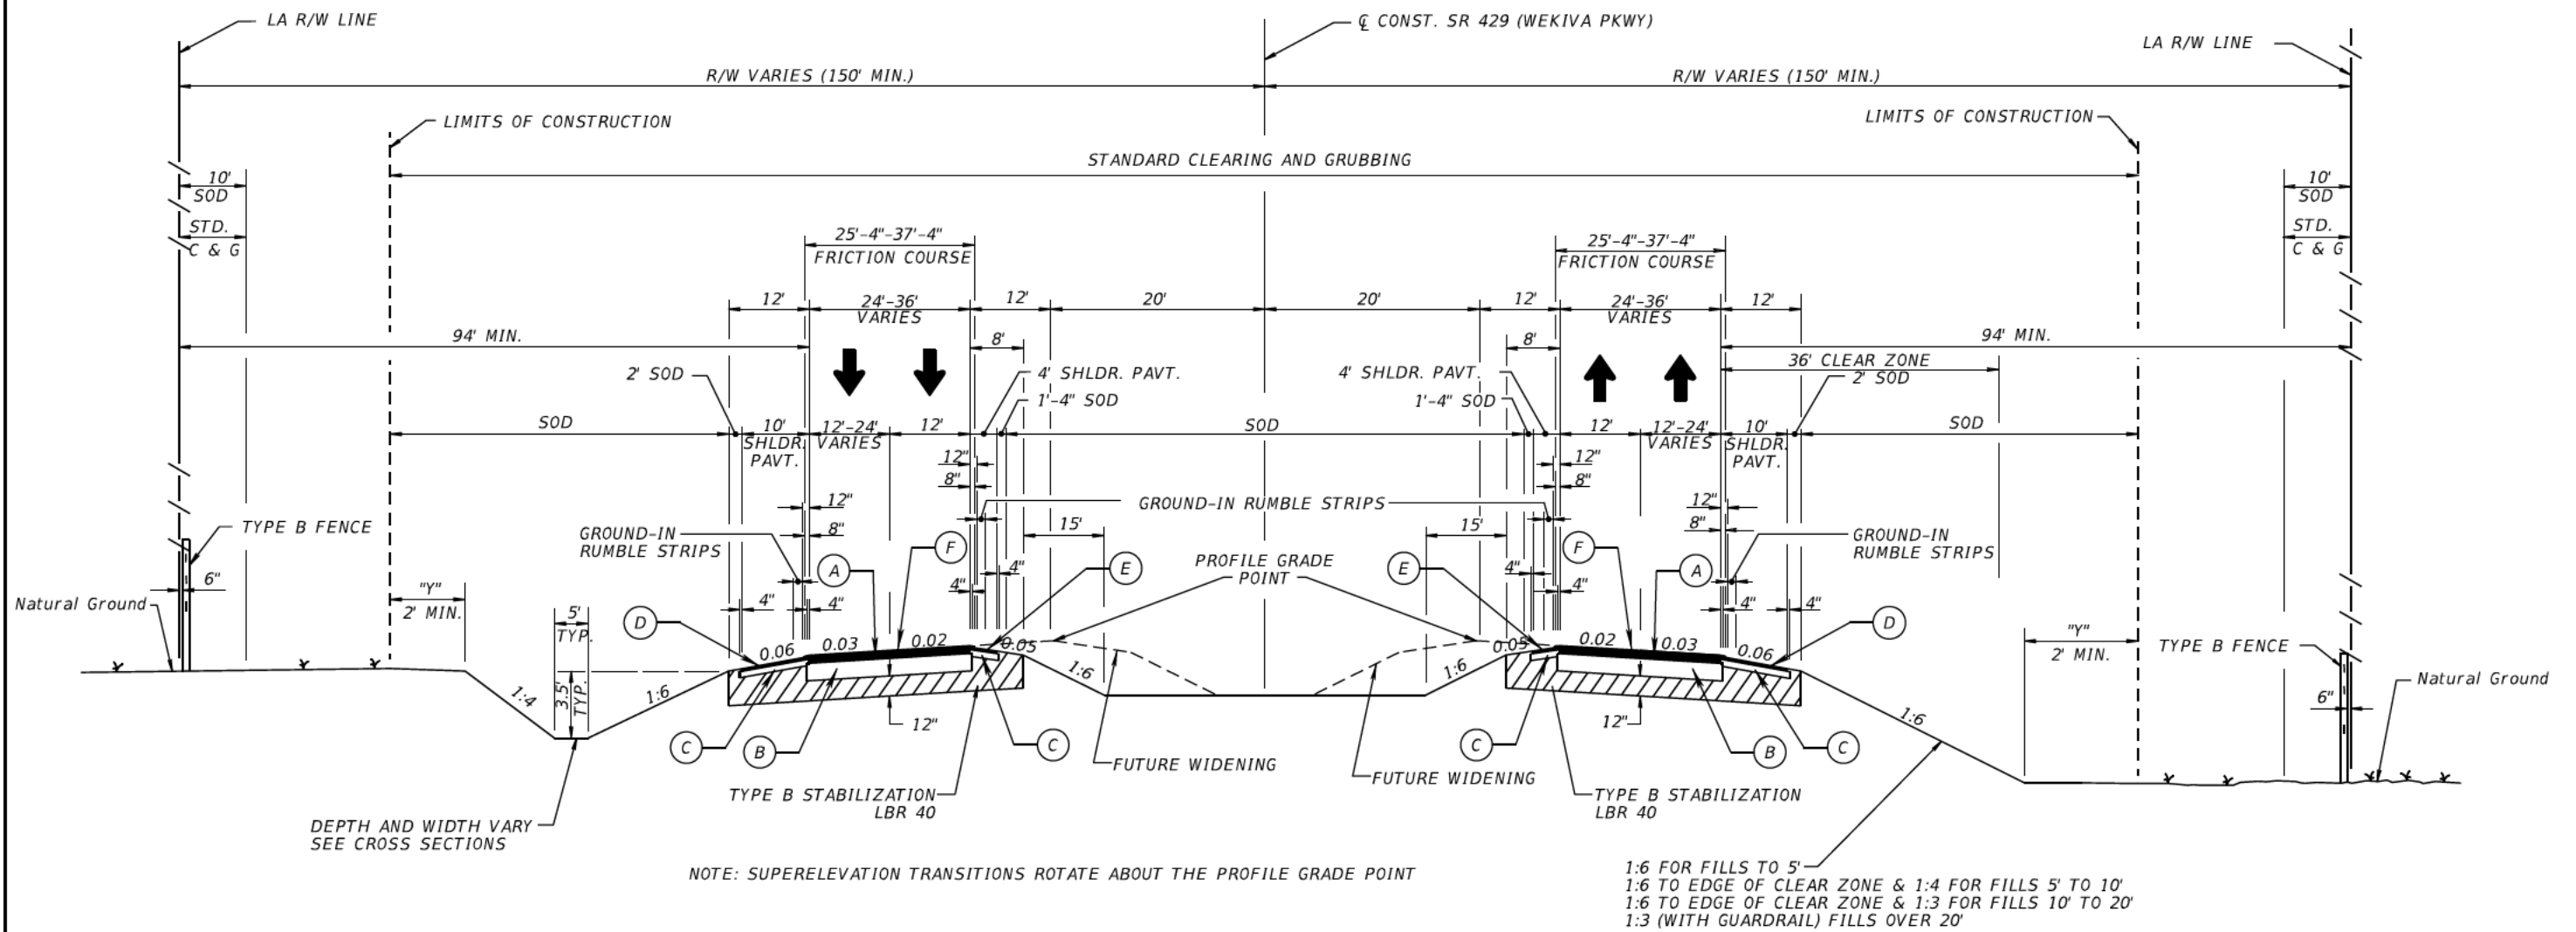 LA R/W LINE
℄ CONST. SR 429 (WEKIVA PKWY)
LA R/W LINE
R/W VARIES (150' MIN.)
R/W VARIES (150' MIN.)
LIMITS OF CONSTRUCTION
LIMITS OF CONSTRUCTION
STANDARD CLEARING AND GRUBBING
10'
SOD
STD.
C & G
10'
SOD
STD.
C & G
25'-4"-37'-4"
FRICTION COURSE
25'-4"-37'-4"
FRICTION COURSE
12'
24'-36'
VARIES
12'
20'
20'
12'
24'-36'
VARIES
12'
94' MIN.
8'
8'
94' MIN.
36' CLEAR ZONE
2' SOD
4' SHLDR. PAVT.
1'-4" SOD
4' SHLDR. PAVT.
1'-4" SOD
2' SOD
SOD
10'
SHLDR.
PAVT.
12'-24'
VARIES
12'
SOD
12'
12'-24'
VARIES
10'
SHLDR.
PAVT.
SOD
12"
8"
12"
8"
12"
8"
12"
8"
GROUND-IN RUMBLE STRIPS
TYPE B FENCE
GROUND-IN
RUMBLE STRIPS
15'
15'
GROUND-IN
RUMBLE STRIPS
F
A
E
PROFILE GRADE
POINT
E
F
A
6"
"Y"
2' MIN.
5'
TYP.
4"
4"
4"
4"
4"
4"
4"
4"
Natural Ground
D
D
"Y"
2' MIN.
TYPE B FENCE
0.06
0.03
0.02
0.05
0.05
0.02
0.03
0.06
1:4
3.5'
TYP.
1:6
1:6
1:6
1:6
6"
Natural Ground
12"
12"
C
B
C
C
B
C
FUTURE WIDENING
FUTURE WIDENING
TYPE B STABILIZATION
LBR 40
TYPE B STABILIZATION
LBR 40
DEPTH AND WIDTH VARY
SEE CROSS SECTIONS
NOTE: SUPERELEVATION TRANSITIONS ROTATE ABOUT THE PROFILE GRADE POINT
1:6 FOR FILLS TO 5'
1:6 TO EDGE OF CLEAR ZONE & 1:4 FOR FILLS 5' TO 10'
1:6 TO EDGE OF CLEAR ZONE & 1:3 FOR FILLS 10' TO 20'
1:3 (WITH GUARDRAIL) FILLS OVER 20'